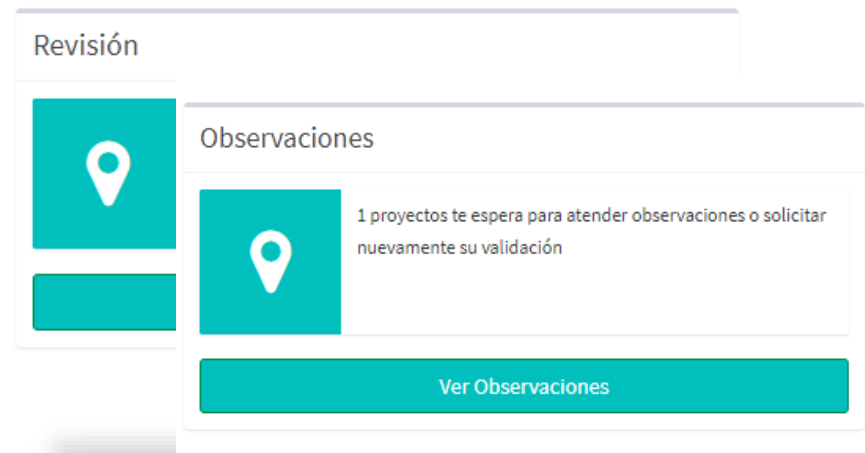 Revisión
Observaciones
1 proyectos te espera para atender observaciones o solicitar
nuevamente su validación
Ver Observaciones